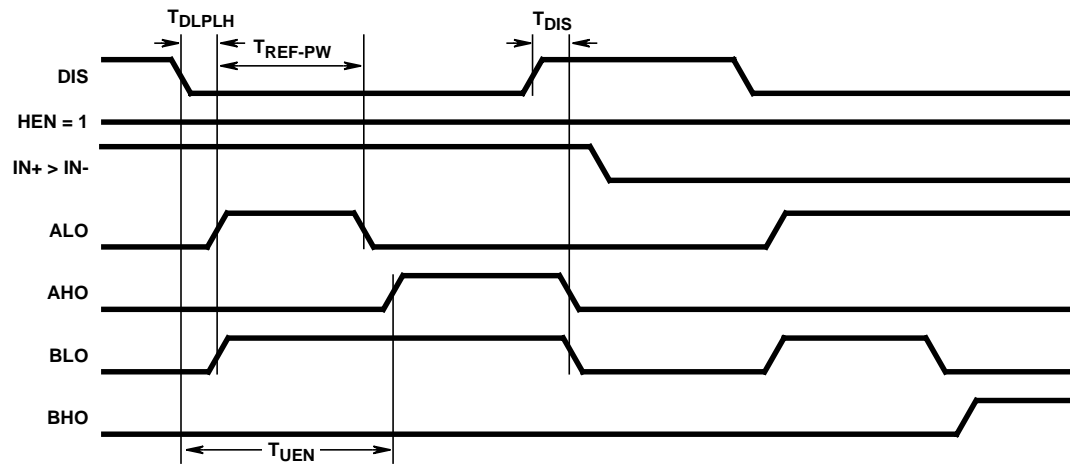 TDLPLH
TREF-PW
TDIS
DIS
HEN = 1
IN+ > IN-
ALO
AHO
BLO
BHO
TUEN